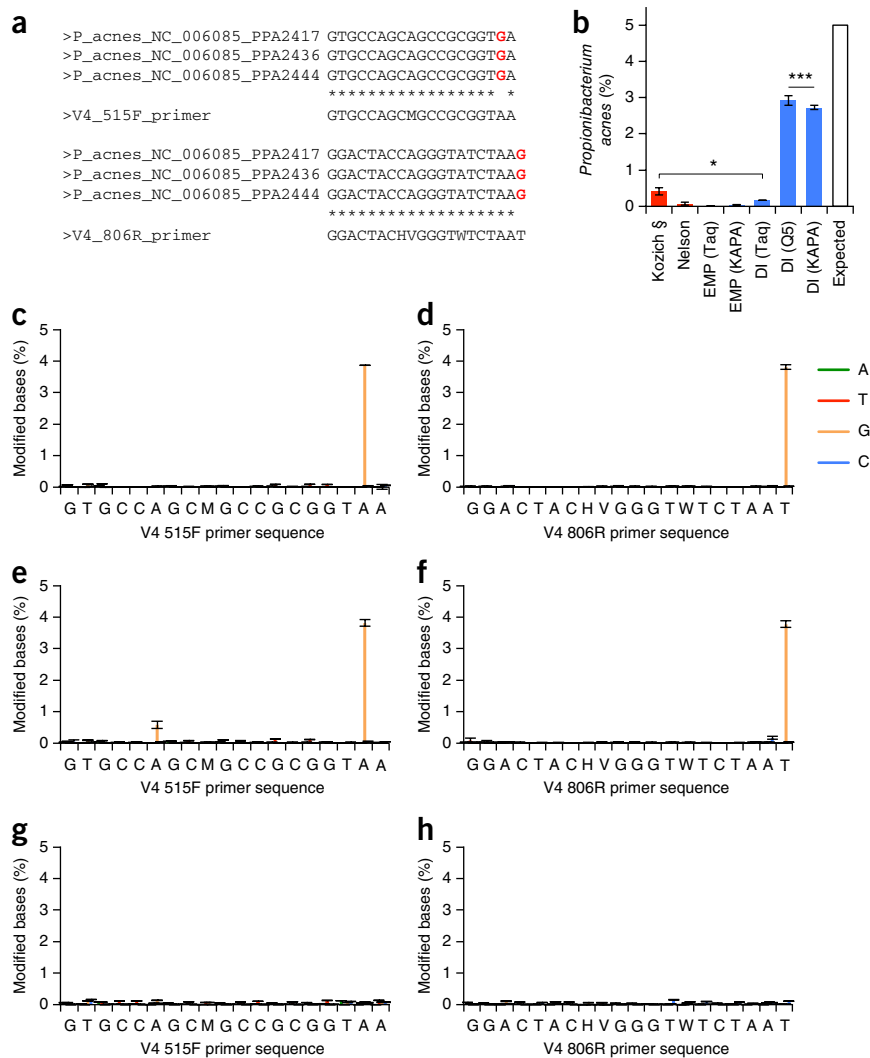 a
>P_acnes_NC_006085_PPA2417 GTGCCAGCAGCCGCGGTGA
>P_acnes_NC_006085_PPA2436 GTGCCAGCAGCCGCGGTGA
>P_acnes_NC_006085_PPA2444 GTGCCAGCAGCCGCGGTGA
***************** *
>V4_515F_primer GTGCCAGCMGCCGCGGTAA
>P_acnes_NC_006085_PPA2417 GGACTACCAGGGTATCTAAG
>P_acnes_NC_006085_PPA2436 GGACTACCAGGGTATCTAAG
>P_acnes_NC_006085_PPA2444 GGACTACCAGGGTATCTAAG
*******************
>V4_806R_primer GGACTACHVGGGTWTCTAAT
b
Propionibacterium
acnes (%)
5
4
3
2
1
0
***
*
Kozich §
Nelson
EMP (Taq)
EMP (KAPA)
DI (Taq)
DI (Q5)
DI (KAPA)
Expected
c
Modified bases (%)
5
4
3
2
1
0
G T G C C A G C M G C C G C G G T A A
V4 515F primer sequence
d
Modified bases (%)
5
4
3
2
1
0
G G A C T A C H V G G G T W T C T A A T
V4 806R primer sequence
A
T
G
C
e
Modified bases (%)
5
4
3
2
1
0
G T G C C A G C M G C C G C G G T A A
V4 515F primer sequence
f
Modified bases (%)
5
4
3
2
1
0
G G A C T A C H V G G G T W T C T A A T
V4 806R primer sequence
g
Modified bases (%)
5
4
3
2
1
0
G T G C C A G C M G C C G C G G T A A
V4 515F primer sequence
h
Modified bases (%)
5
4
3
2
1
0
G G A C T A C H V G G G T W T C T A A T
V4 806R primer sequence